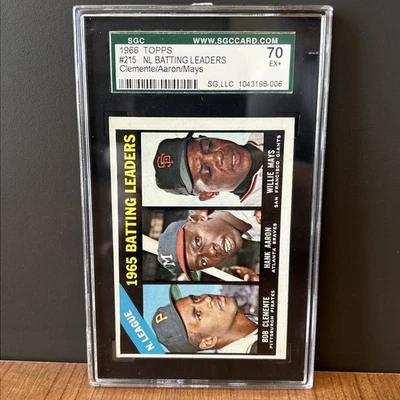 SGC
WWW.SGCCARD.COM
1966 TOPPS
70
#215 NL BATTING LEADERS
EX+
Clemente/Aaron/Mays
SG,LLC 1043198-006
1965 BATTING LEADERS
N LEAGUE
BOB CLEMENTE
PITTSBURGH PIRATES
HANK AARON
ATLANTA BRAVES
WILLIE MAYS
SAN FRANCISCO GIANTS
P
M
SF